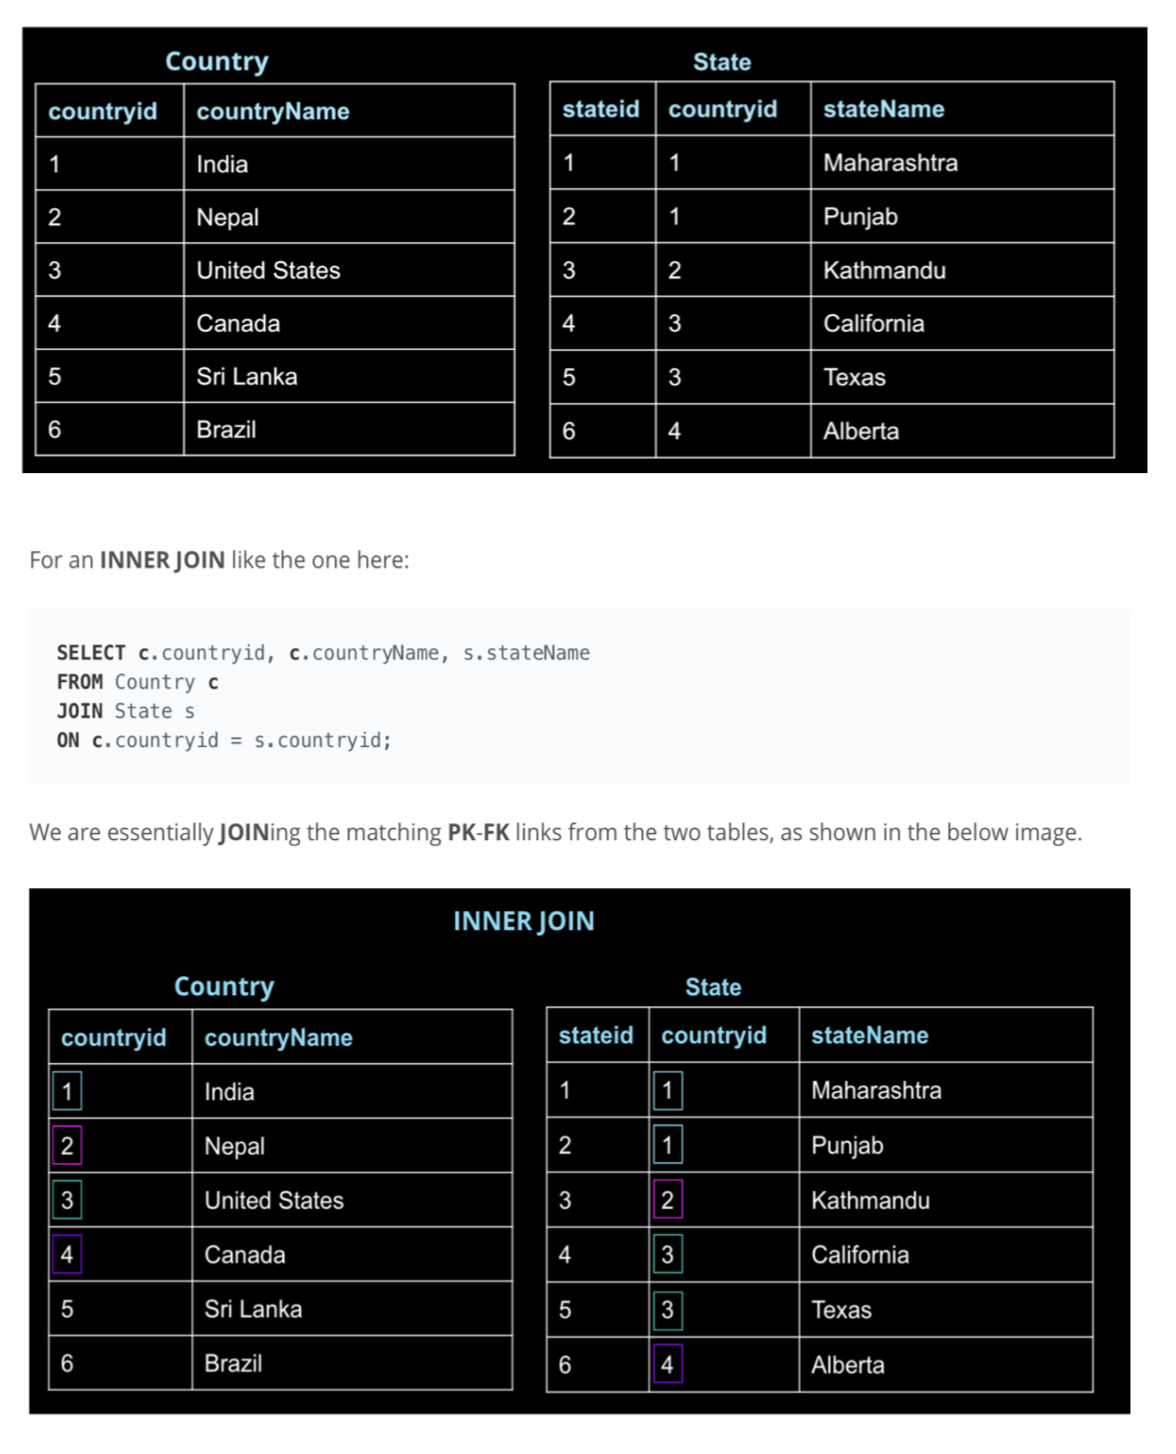 Country
countryid countryName
1 India
2 Nepal
3 United States
4 Canada
5 Sri Lanka
6 Brazil
State
stateid countryid stateName
1 1 Maharashtra
2 1 Punjab
3 2 Kathmandu
4 3 California
5 3 Texas
6 4 Alberta
For an INNER JOIN like the one here:
SELECT c.countryid, c.countryName, s.stateName
FROM Country c
JOIN State s
ON c.countryid = s.countryid;
We are essentially JOINing the matching PK-FK links from the two tables, as shown in the below image.
INNER JOIN
Country
countryid countryName
1 India
2 Nepal
3 United States
4 Canada
5 Sri Lanka
6 Brazil
State
stateid countryid stateName
1 1 Maharashtra
2 1 Punjab
3 2 Kathmandu
4 3 California
5 3 Texas
6 4 Alberta